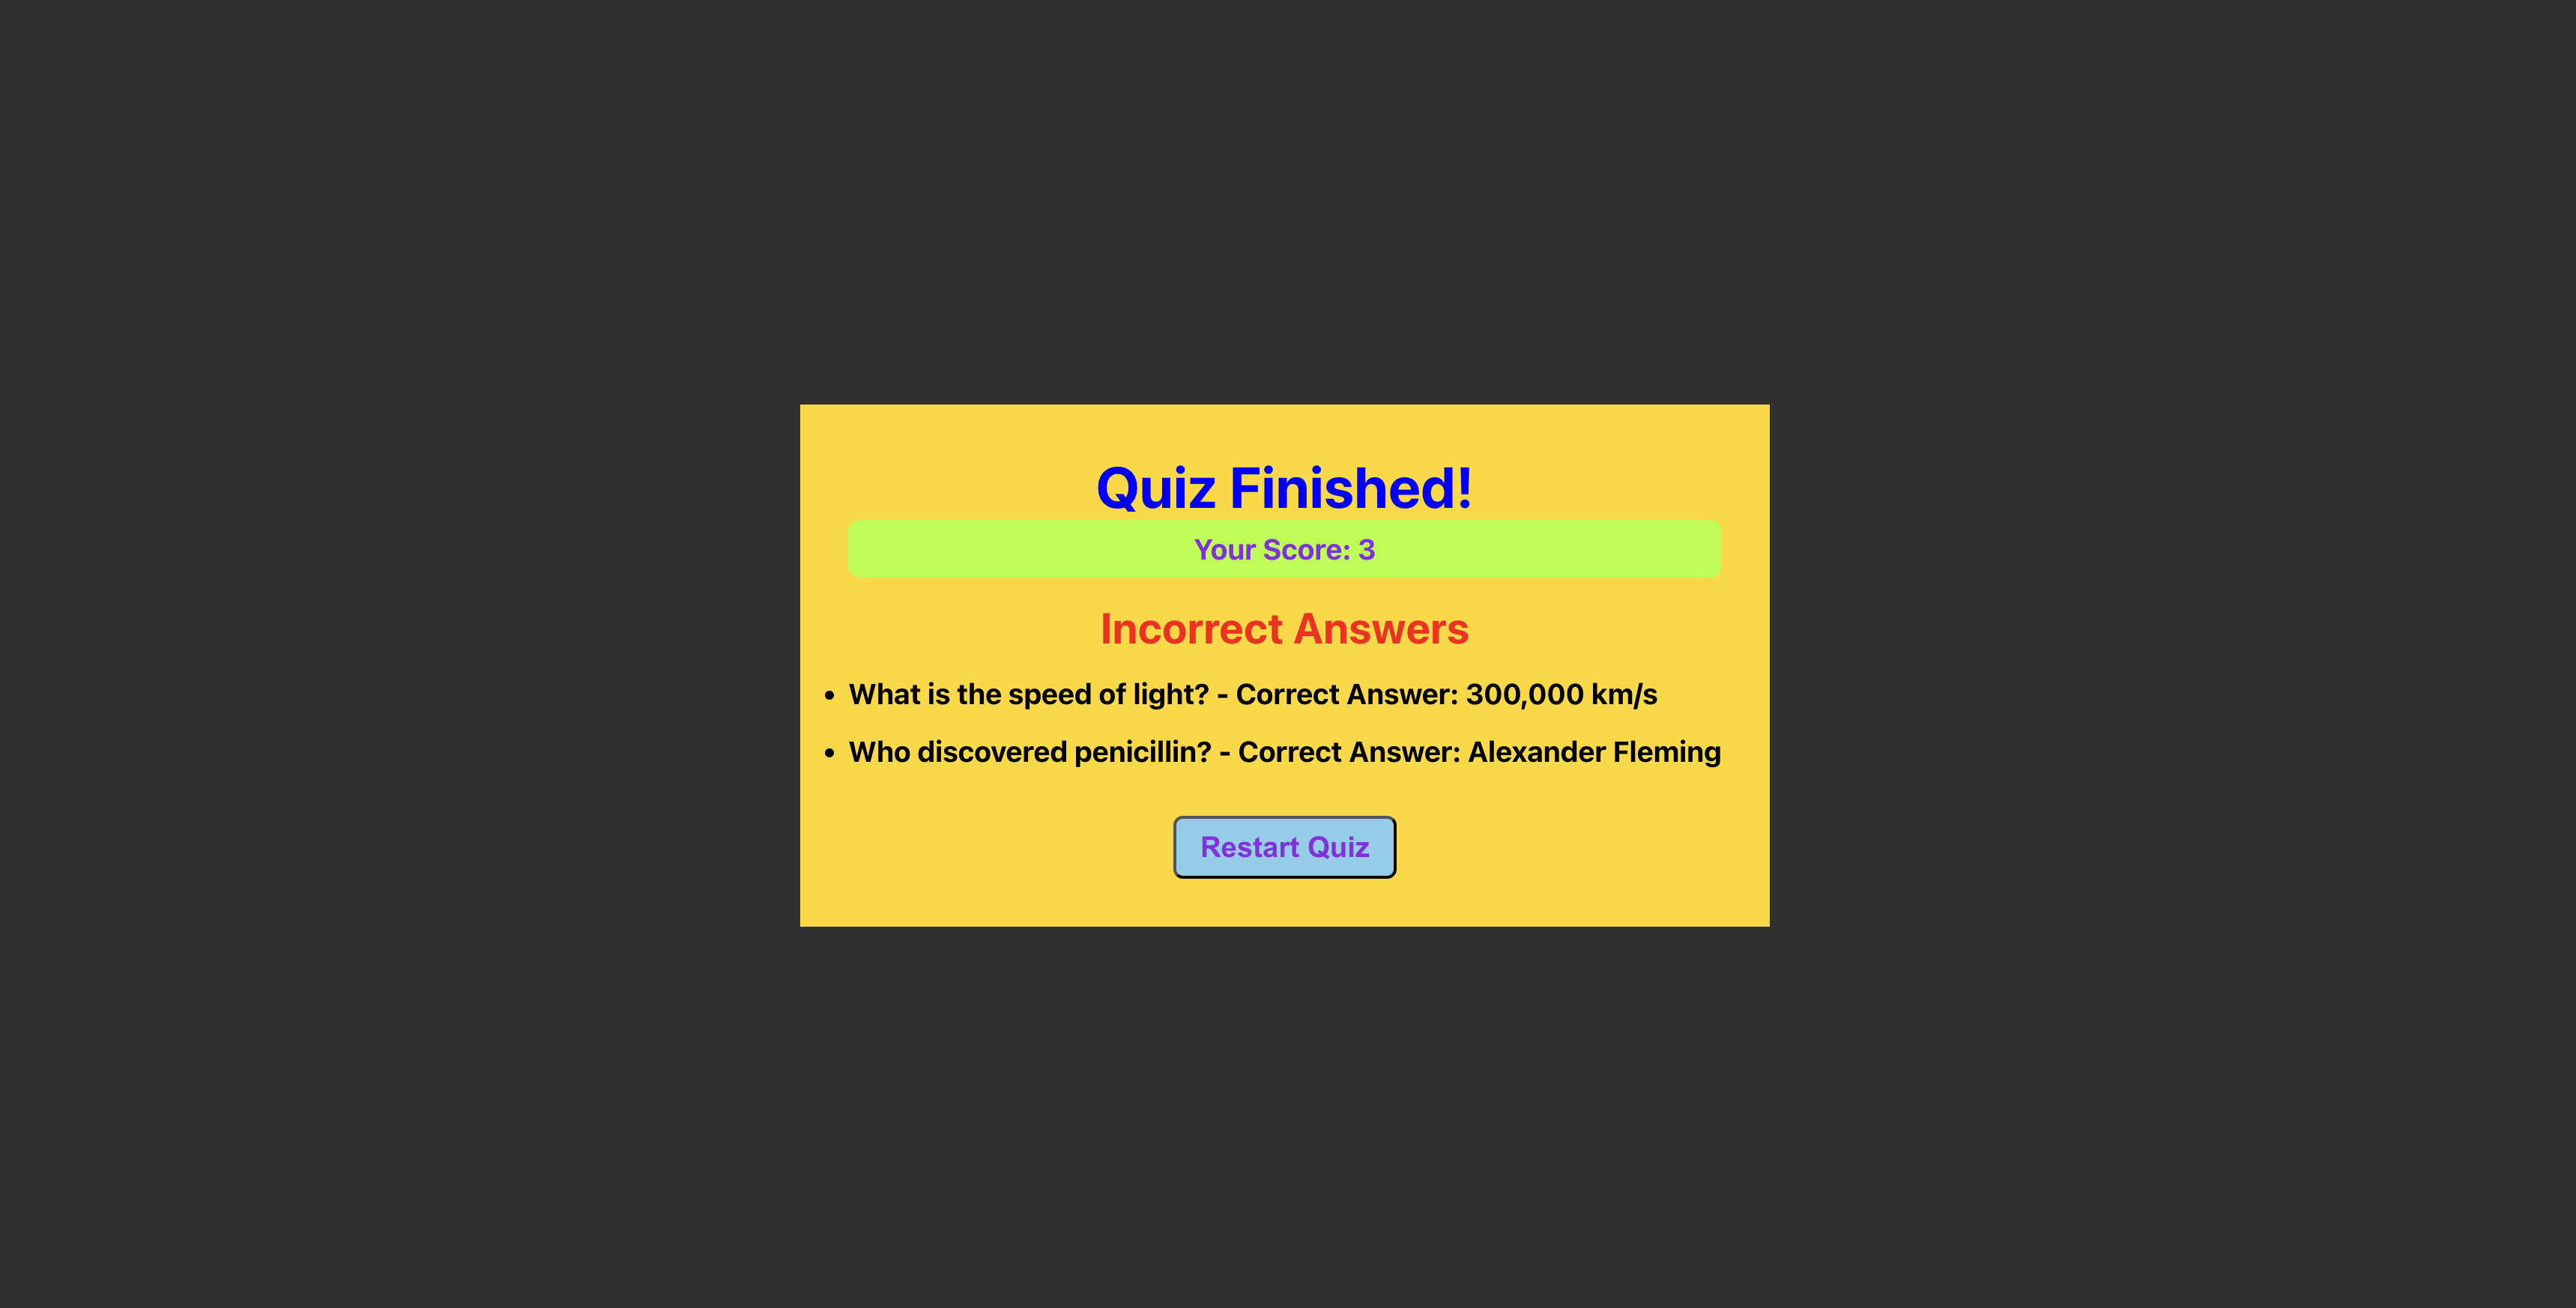 Quiz Finished!
Your Score: 3
Incorrect Answers
• What is the speed of light? - Correct Answer: 300,000 km/s
• Who discovered penicillin? - Correct Answer: Alexander Fleming
Restart Quiz